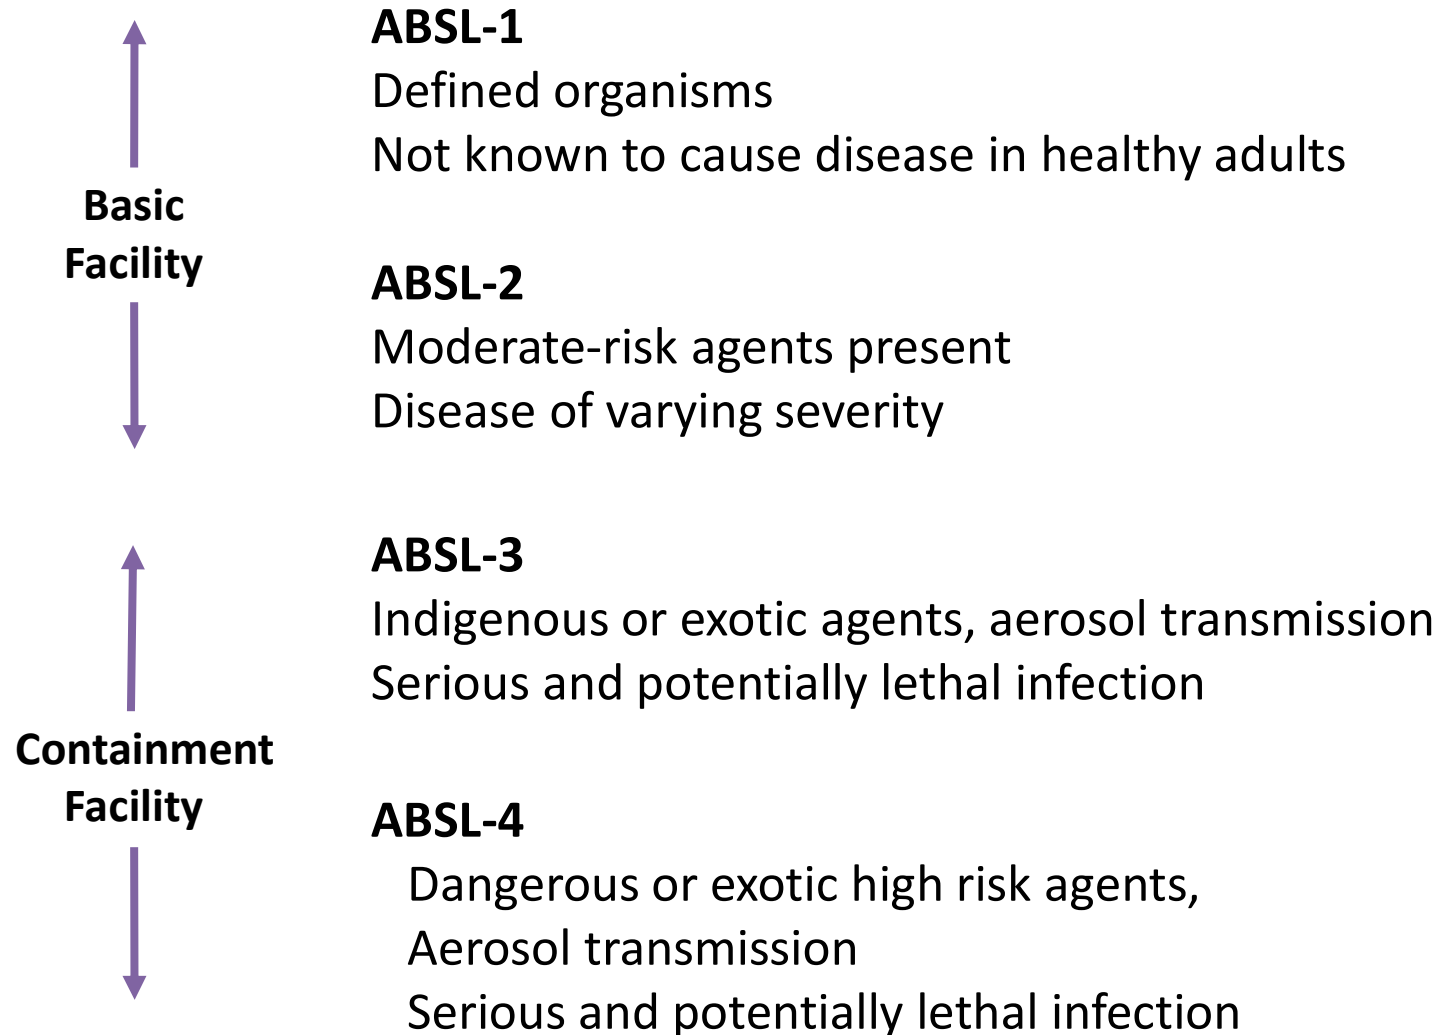 ABSL-1
Defined organisms
Not known to cause disease in healthy adults
Basic
Facility
ABSL-2
Moderate-risk agents present
Disease of varying severity
ABSL-3
Indigenous or exotic agents, aerosol transmission
Serious and potentially lethal infection
Containment
Facility
ABSL-4
Dangerous or exotic high risk agents,
Aerosol transmission
Serious and potentially lethal infection